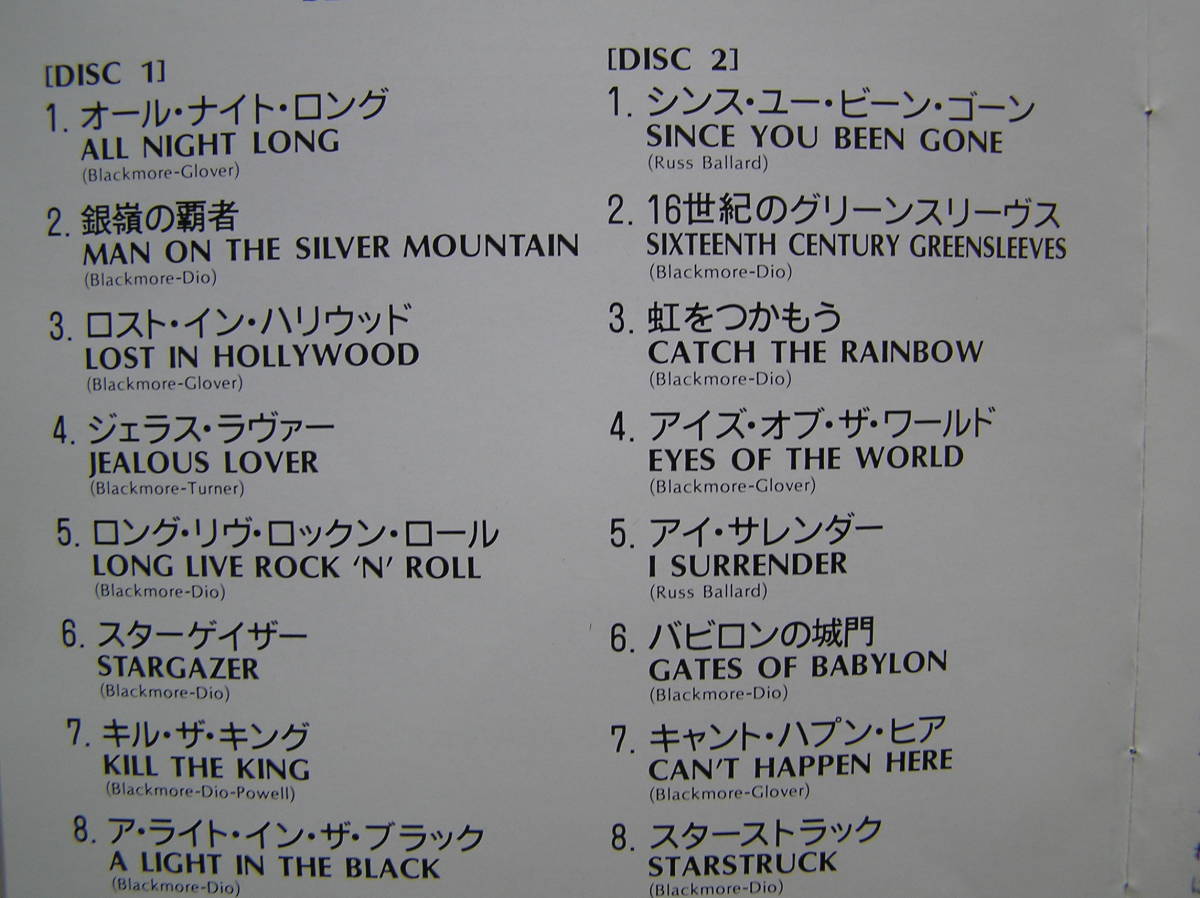 [DISC 1]
1. オール・ナイト・ロング
ALL NIGHT LONG
(Blackmore-Glover)
2. 銀嶺の覇者
MAN ON THE SILVER MOUNTAIN
(Blackmore-Dio)
3. ロスト・イン・ハリウッド
LOST IN HOLLYWOOD
(Blackmore-Glover)
4. ジェラス・ラヴァー
JEALOUS LOVER
(Blackmore-Turner)
5. ロング・リヴ・ロックン・ロール
LONG LIVE ROCK 'N' ROLL
(Blackmore-Dio)
6. スターゲイザー
STARGAZER
(Blackmore-Dio)
7. キル・ザ・キング
KILL THE KING
(Blackmore-Dio-Powell)
8. ア・ライト・イン・ザ・ブラック
A LIGHT IN THE BLACK
(Blackmore-Dio)
[DISC 2]
1. シンス・ユー・ビーン・ゴーン
SINCE YOU BEEN GONE
(Russ Ballard)
2. 16世紀のグリーンスリーヴス
SIXTEENTH CENTURY GREENSLEEVES
(Blackmore-Dio)
3. 虹をつかもう
CATCH THE RAINBOW
(Blackmore-Dio)
4. アイズ・オブ・ザ・ワールド
EYES OF THE WORLD
(Blackmore-Glover)
5. アイ・サレンダー
I SURRENDER
(Russ Ballard)
6. バビロンの城門
GATES OF BABYLON
(Blackmore-Dio)
7. キャント・ハプン・ヒア
CAN'T HAPPEN HERE
(Blackmore-Glover)
8. スターストラック
STARSTRUCK
(Blackmore-Dio)